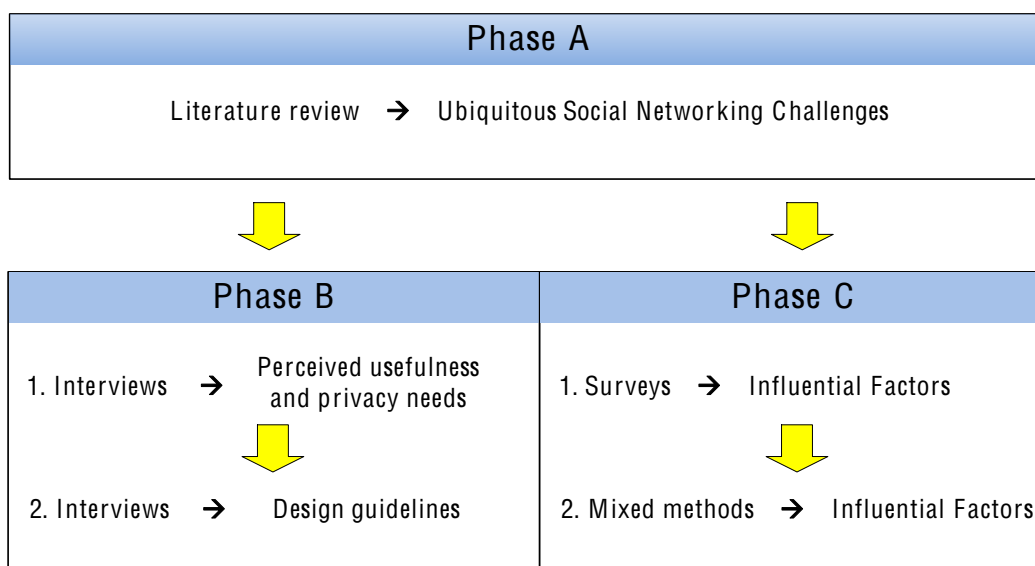 Phase A
Literature review → Ubiquitous Social Networking Challenges
Phase B
1. Interviews → Perceived usefulness
and privacy needs
2. Interviews → Design guidelines
Phase C
1. Surveys → Influential Factors
2. Mixed methods → Influential Factors